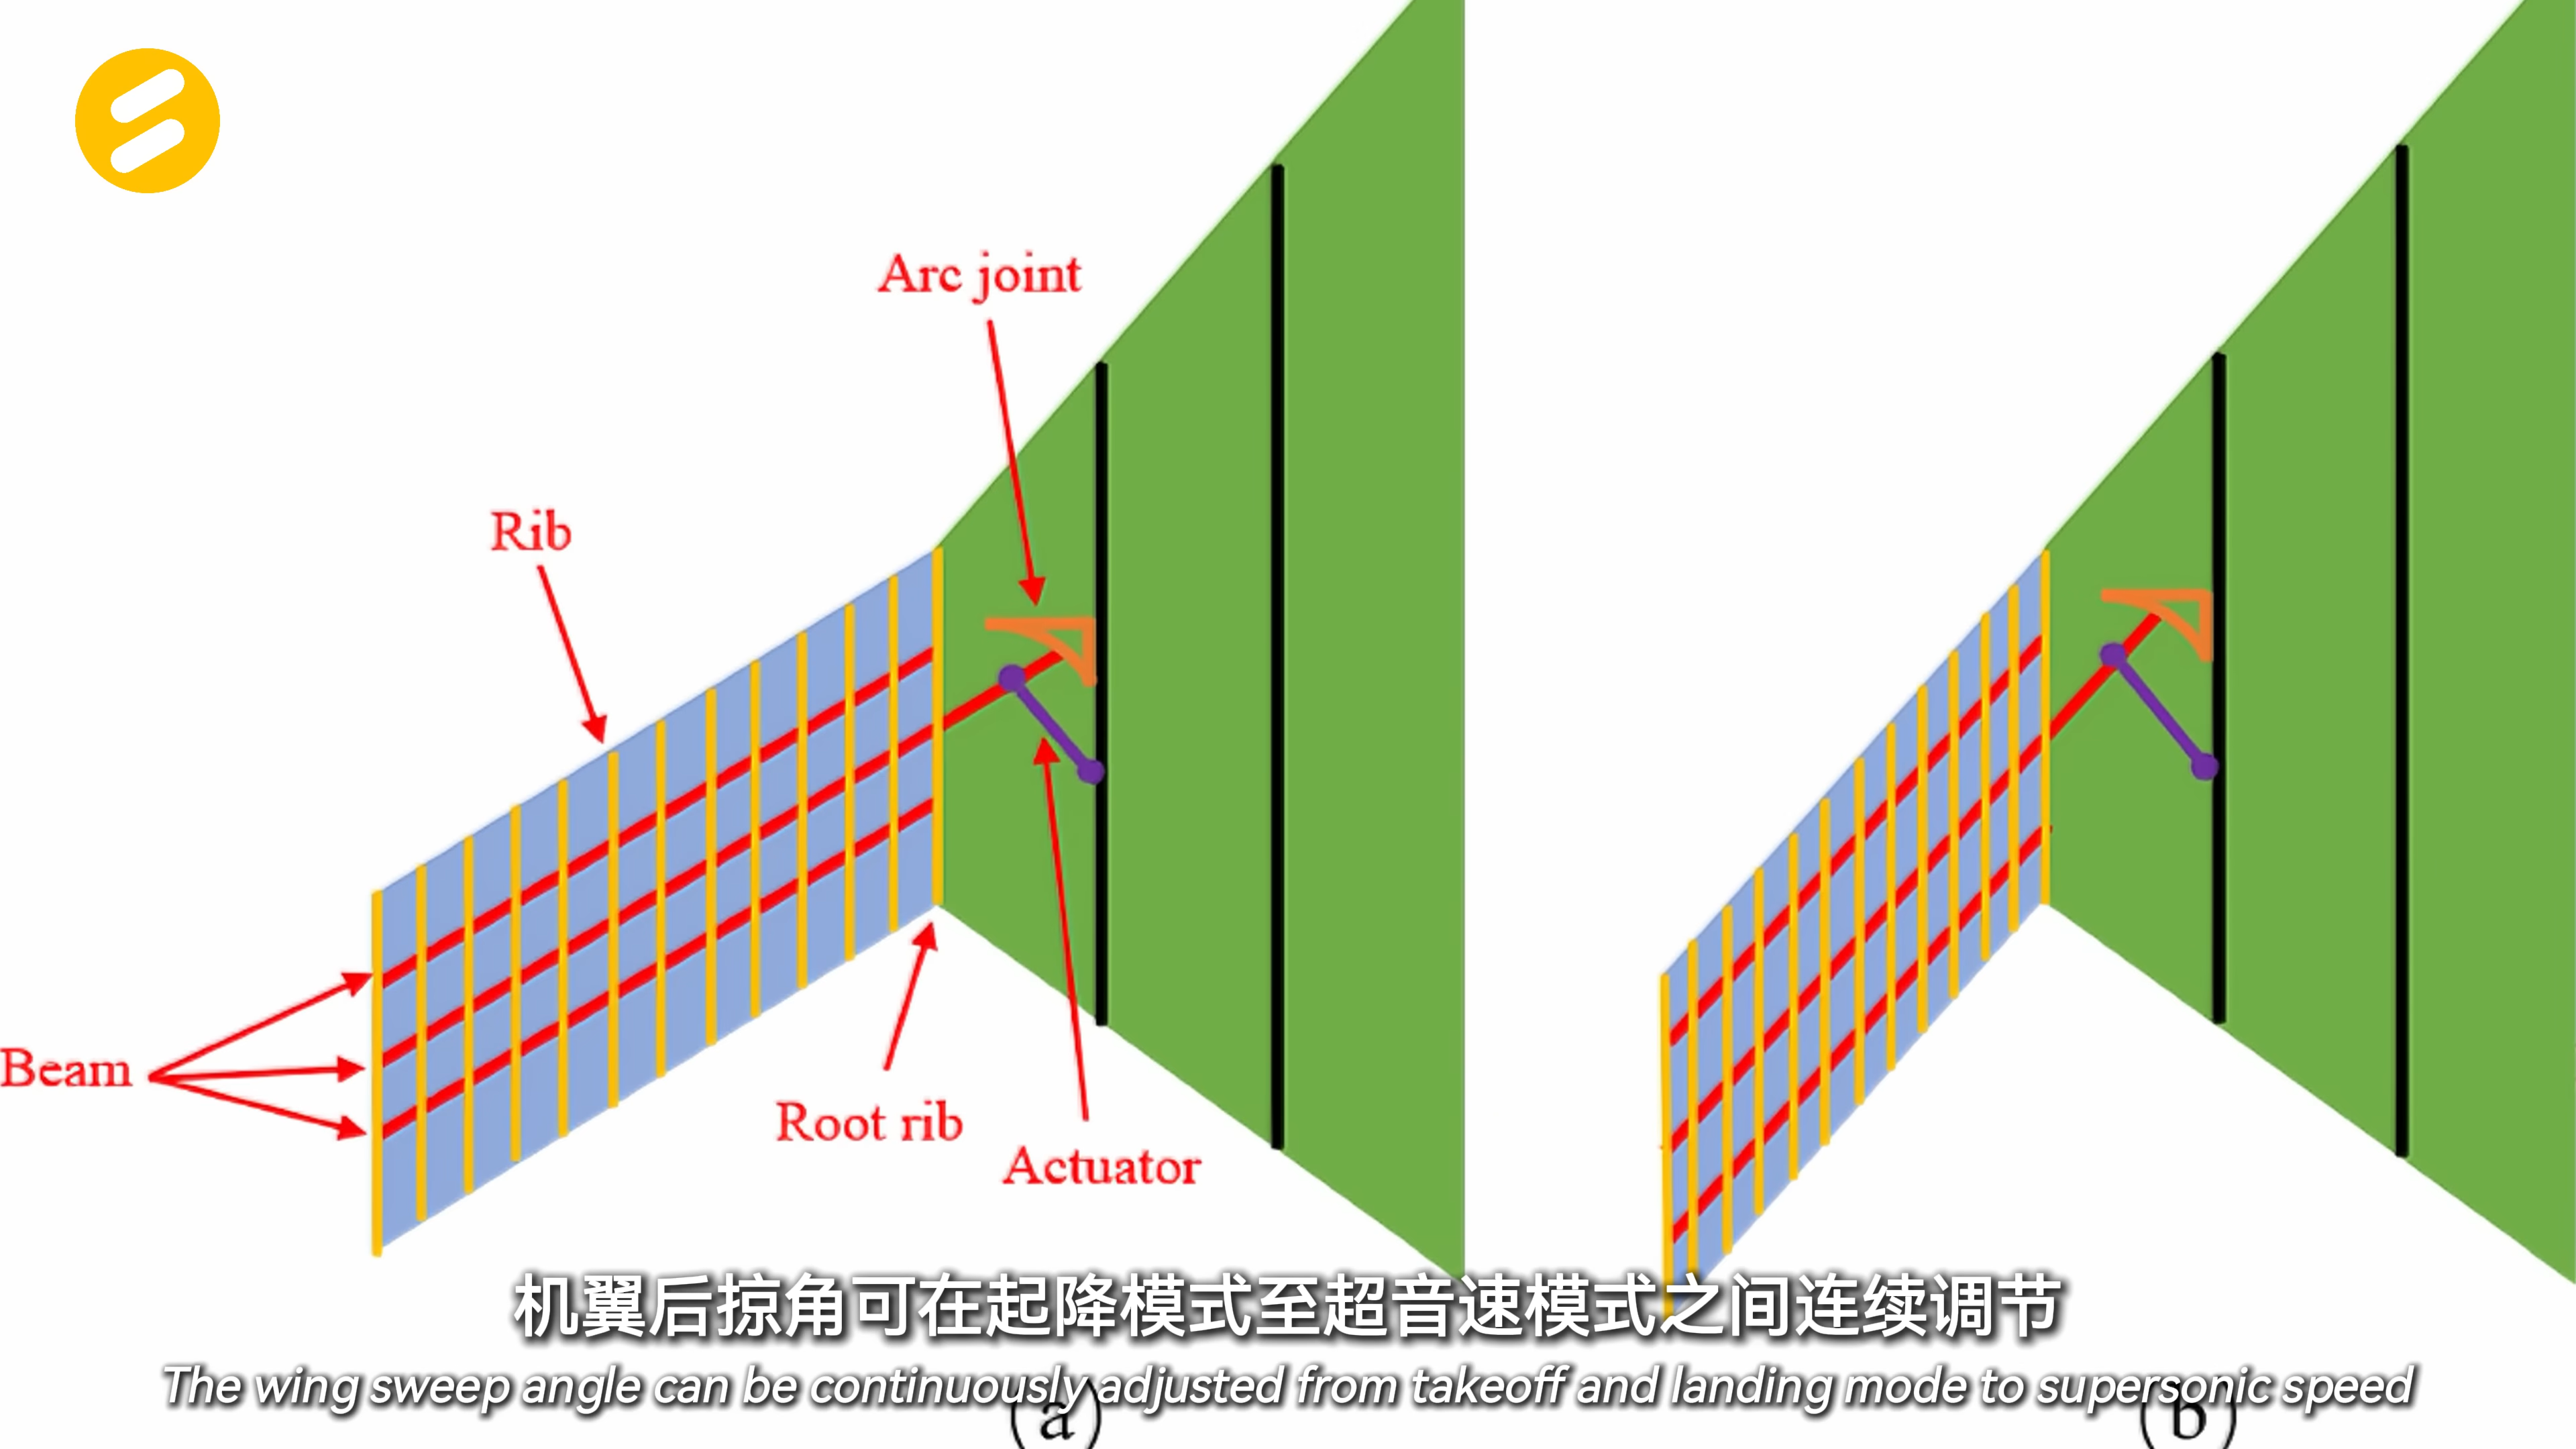 Arc joint
Rib
Beam
Root rib
Actuator
机翼后掠角可在起降模式至超音速模式之间连续调节
The wing sweep angle can be continuously adjusted from takeoff and landing mode to supersonic speed
a
b